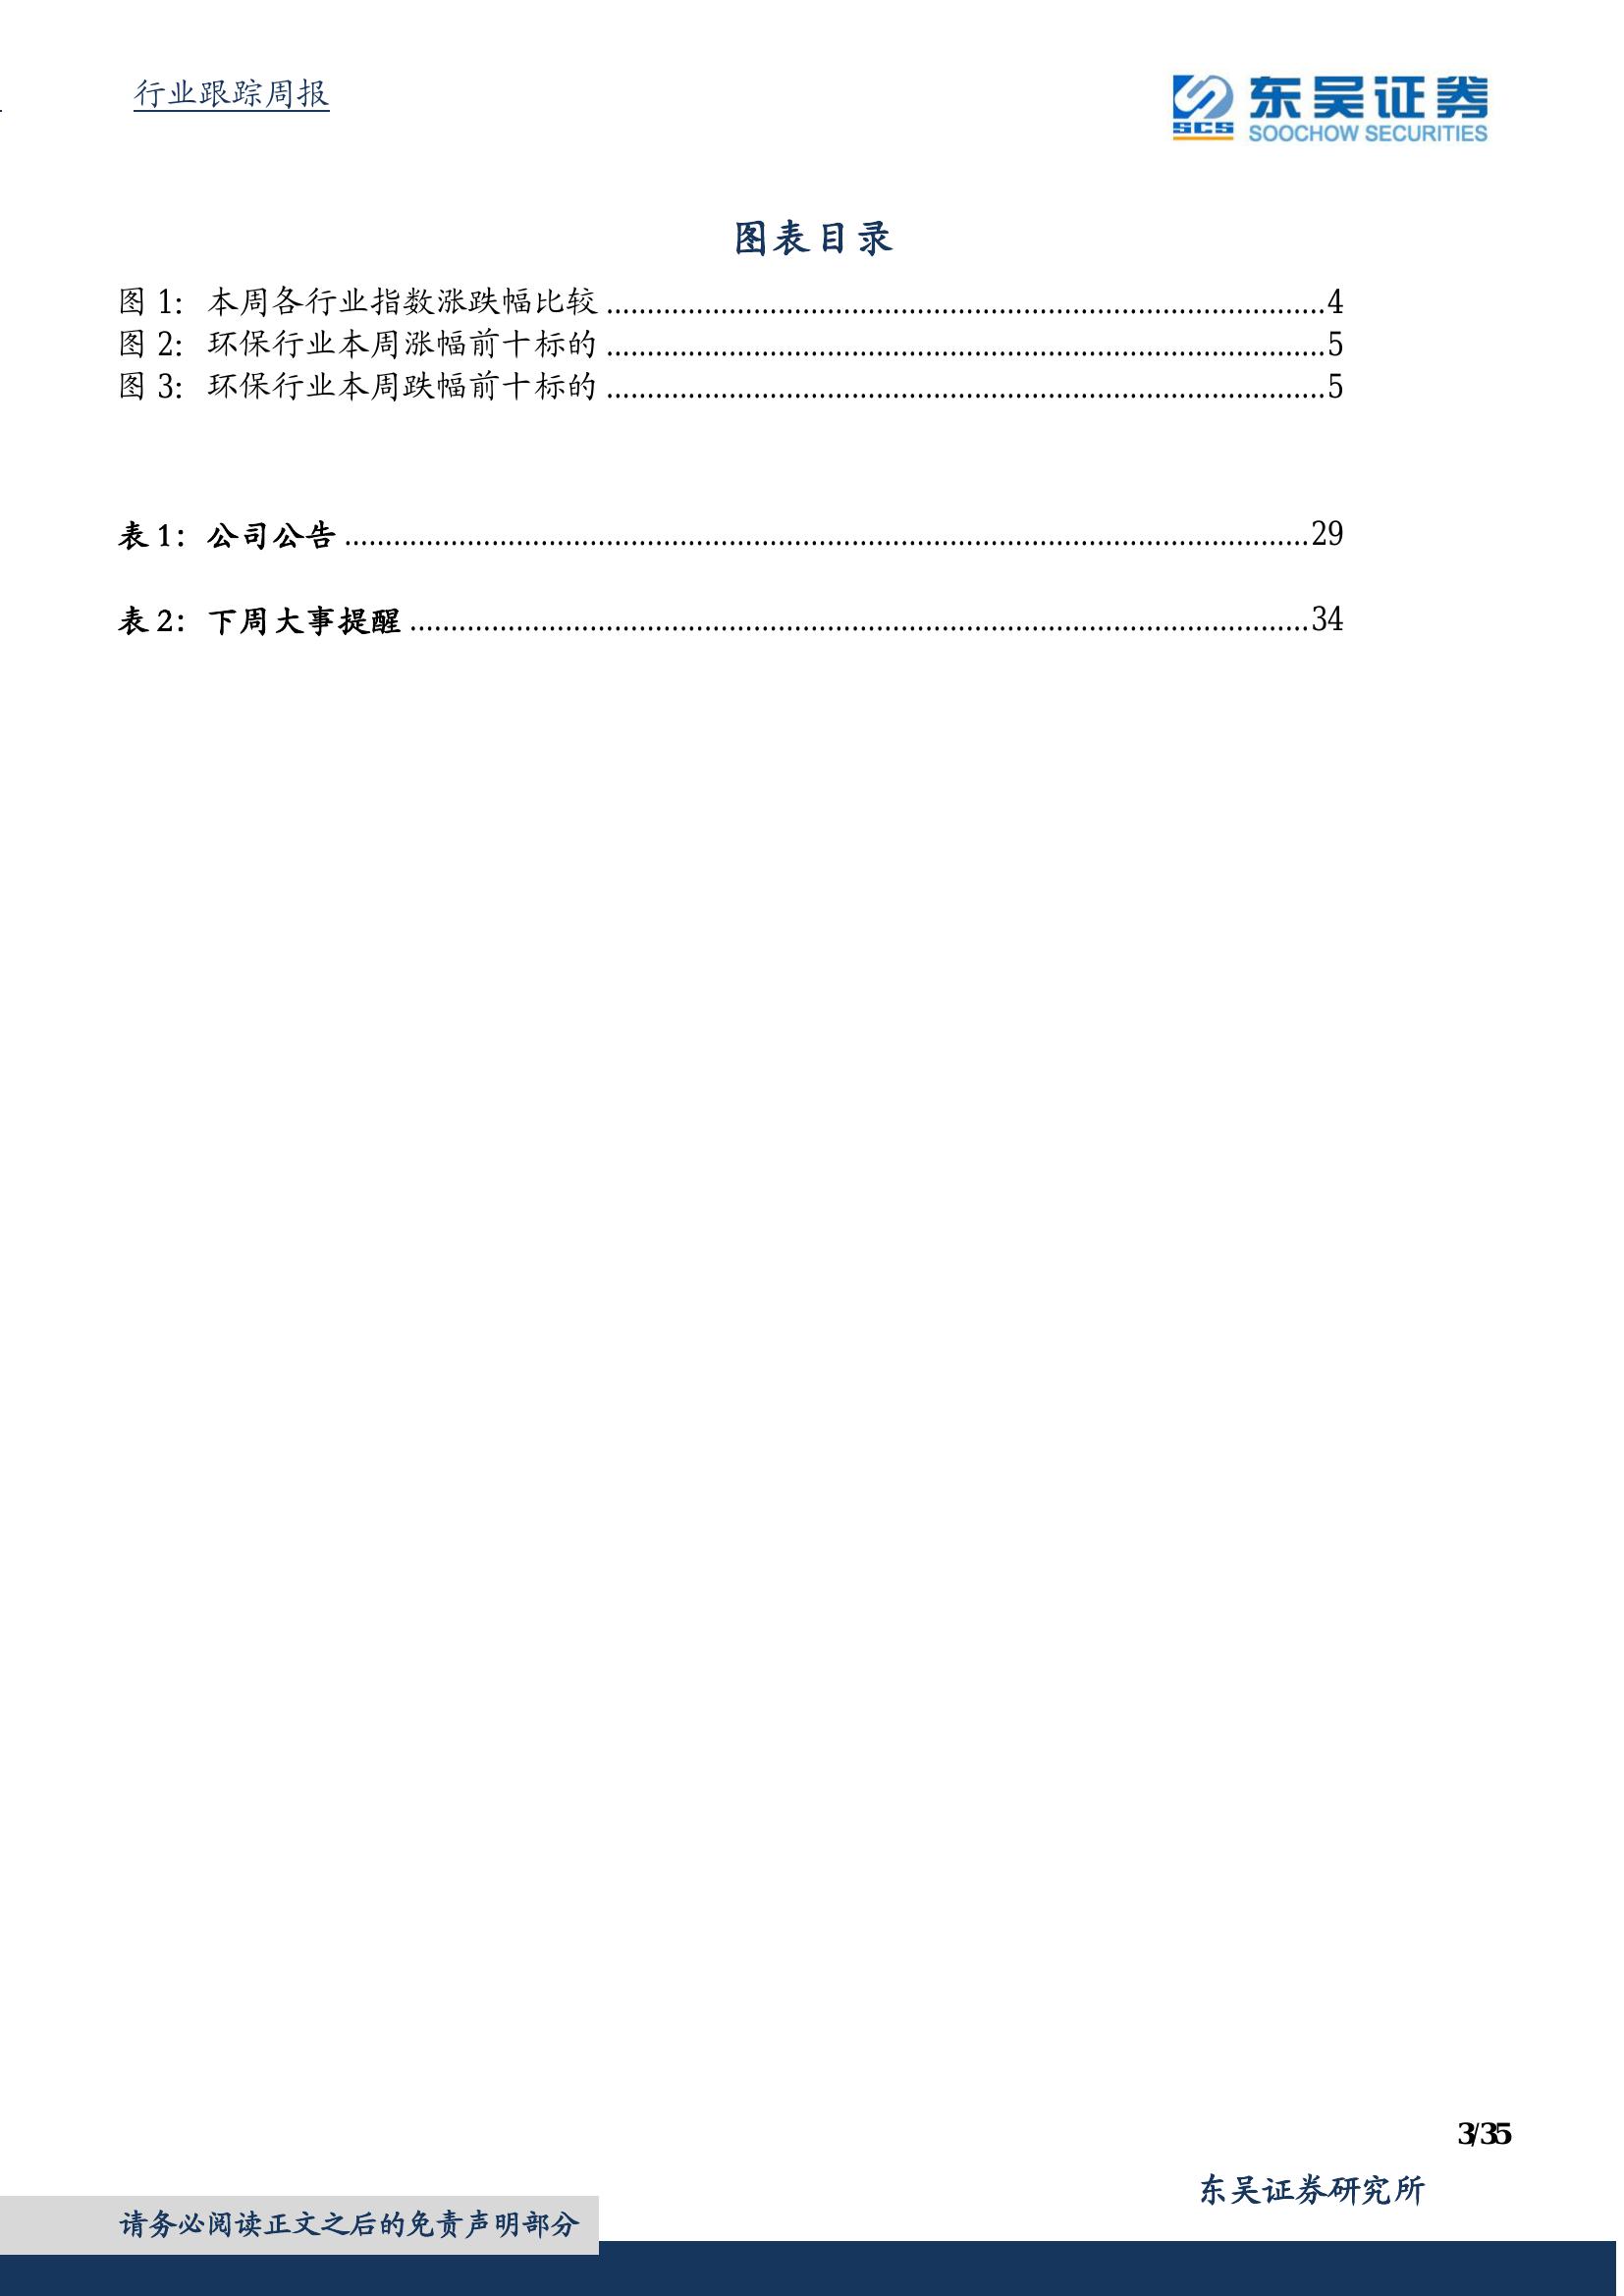 行业跟踪周报
SCS
东吴证券
SOOCHOW SECURITIES
图表目录
图 1: 本周各行业指数涨跌幅比较 ........................................ 4
图 2: 环保行业本周涨幅前十标的 ........................................ 5
图 3: 环保行业本周跌幅前十标的 ........................................ 5
表 1: 公司公告 ........................................ 29
表 2: 下周大事提醒 ........................................ 34
3/35
东吴证券研究所
请务必阅读正文之后的免责声明部分